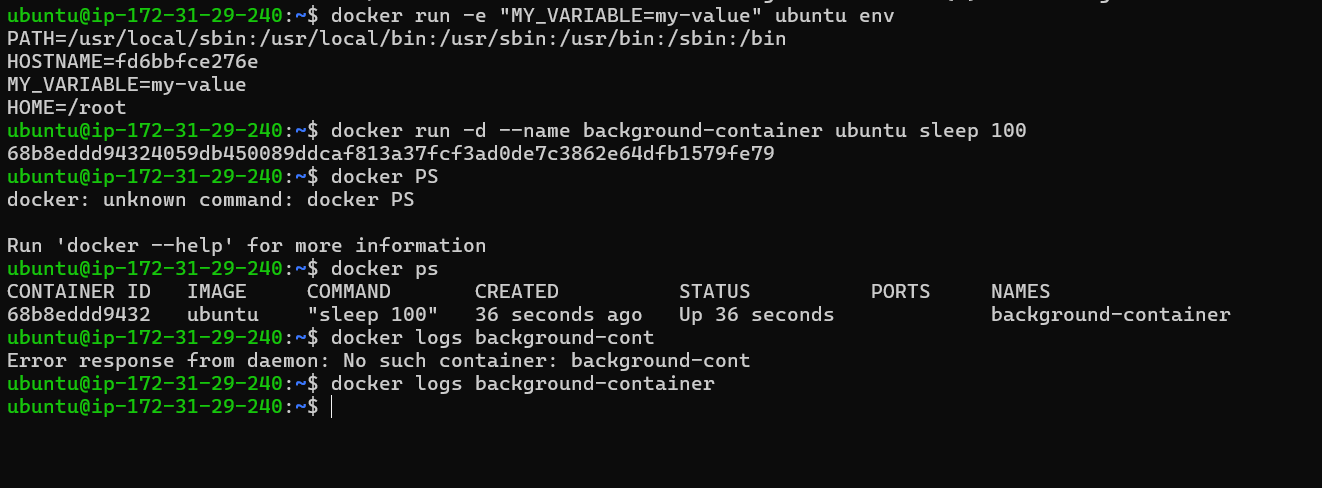 ubuntu@ip-172-31-29-240:~$ docker run -e "MY_VARIABLE=my-value" ubuntu env
PATH=/usr/local/sbin:/usr/local/bin:/usr/sbin:/usr/bin:/sbin:/bin
HOSTNAME=fd6bbfce276e
MY_VARIABLE=my-value
HOME=/root
ubuntu@ip-172-31-29-240:~$ docker run -d --name background-container ubuntu sleep 100
68b8eddd94324059db450089ddcaf813a37fcf3ad0de7c3862e64dfb1579fe79
ubuntu@ip-172-31-29-240:~$ docker PS
docker: unknown command: docker PS

Run 'docker --help' for more information
ubuntu@ip-172-31-29-240:~$ docker ps
CONTAINER ID   IMAGE     COMMAND       CREATED          STATUS          PORTS     NAMES
68b8eddd9432   ubuntu    "sleep 100"   36 seconds ago   Up 36 seconds             background-container
ubuntu@ip-172-31-29-240:~$ docker logs background-cont
Error response from daemon: No such container: background-cont
ubuntu@ip-172-31-29-240:~$ docker logs background-container
ubuntu@ip-172-31-29-240:~$